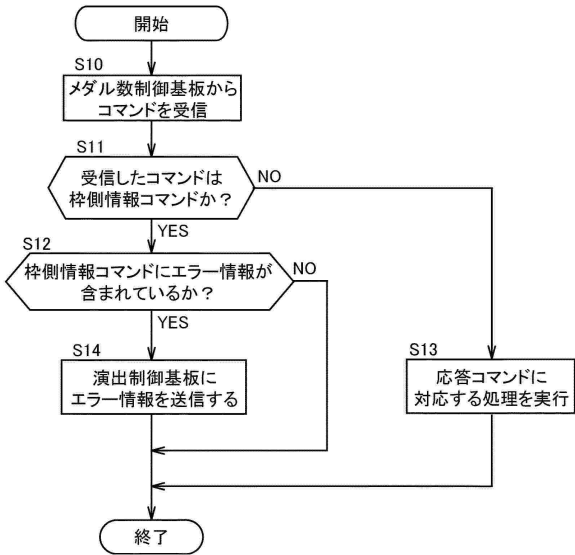 開始
S10
メダル数制御基板から
コマンドを受信
S11
受信したコマンドは
枠側情報コマンドか？
NO
YES
S12
枠側情報コマンドにエラー情報が
含まれているか？
NO
YES
S14
演出制御基板に
エラー情報を送信する
S13
応答コマンドに
対応する処理を実行
終了